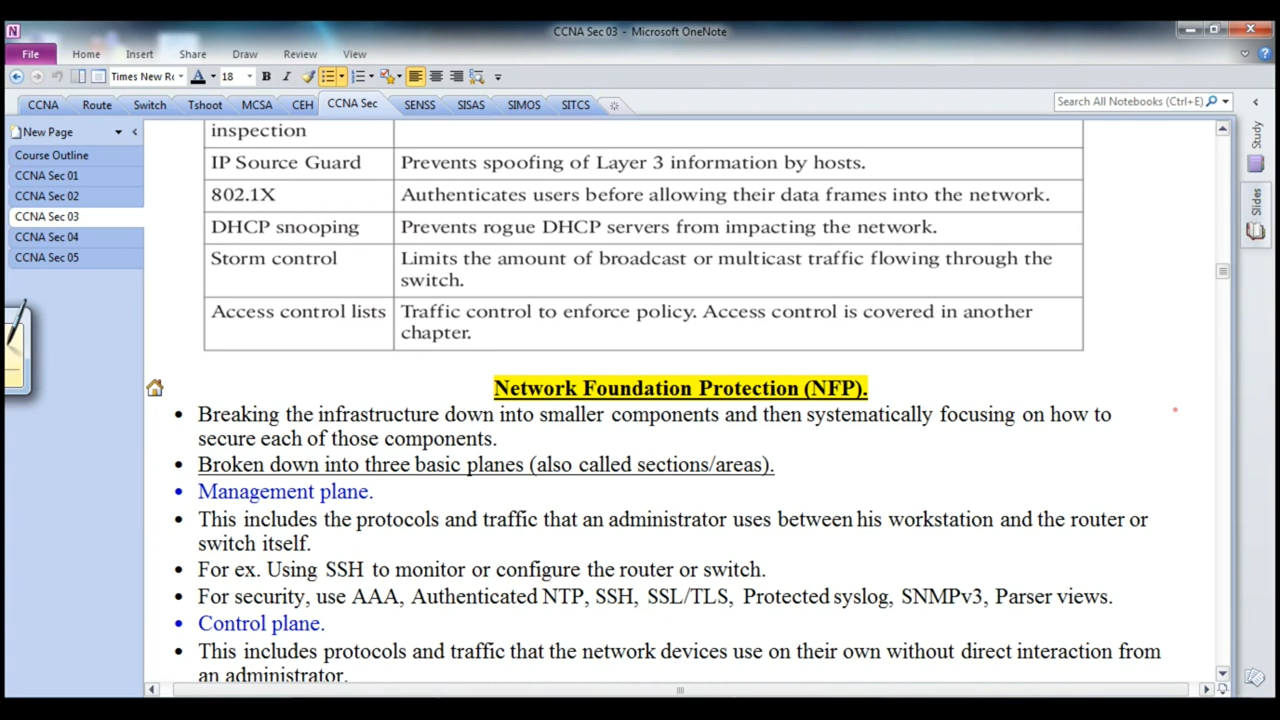 CCNA Sec 03 - Microsoft OneNote
File Home Insert Share Draw Review View
Times New Ro 18 B I
CCNA Route Switch Tshoot MCSA CEH CCNA Sec SENSS SISAS SIMOS SITCS
Search All Notebooks (Ctrl+E)
New Page
Course Outline
CCNA Sec 01
CCNA Sec 02
CCNA Sec 03
CCNA Sec 04
CCNA Sec 05
Study
Slides
inspection
IP Source Guard Prevents spoofing of Layer 3 information by hosts.
802.1X Authenticates users before allowing their data frames into the network.
DHCP snooping Prevents rogue DHCP servers from impacting the network.
Storm control Limits the amount of broadcast or multicast traffic flowing through the
switch.
Access control lists Traffic control to enforce policy. Access control is covered in another
chapter.
Network Foundation Protection (NFP).
• Breaking the infrastructure down into smaller components and then systematically focusing on how to
secure each of those components.
• Broken down into three basic planes (also called sections/areas).
• Management plane.
• This includes the protocols and traffic that an administrator uses between his workstation and the router or
switch itself.
• For ex. Using SSH to monitor or configure the router or switch.
• For security, use AAA, Authenticated NTP, SSH, SSL/TLS, Protected syslog, SNMPv3, Parser views.
• Control plane.
• This includes protocols and traffic that the network devices use on their own without direct interaction from
an administrator.